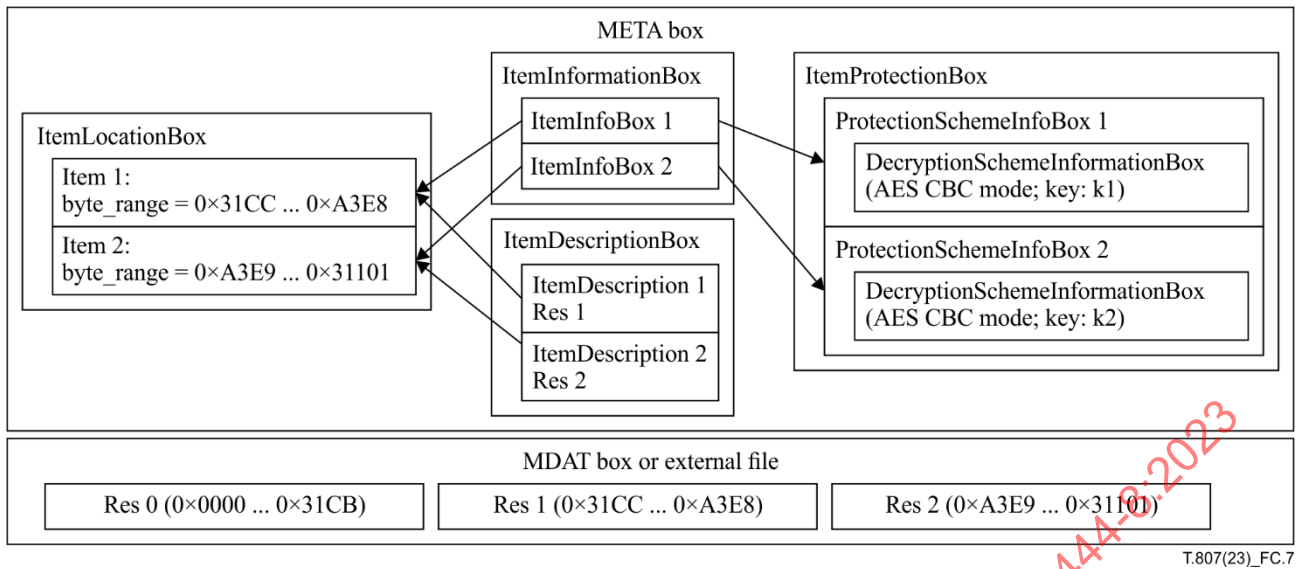 META box
ItemLocationBox
Item 1:
byte_range = 0×31CC ... 0×A3E8
Item 2:
byte_range = 0×A3E9 ... 0×31101
ItemInformationBox
ItemInfoBox 1
ItemInfoBox 2
ItemDescriptionBox
ItemDescription 1
Res 1
ItemDescription 2
Res 2
ItemProtectionBox
ProtectionSchemeInfoBox 1
DecryptionSchemeInformationBox
(AES CBC mode; key: k1)
ProtectionSchemeInfoBox 2
DecryptionSchemeInformationBox
(AES CBC mode; key: k2)
MDAT box or external file
Res 0 (0×0000 ... 0×31CB)
Res 1 (0×31CC ... 0×A3E8)
Res 2 (0×A3E9 ... 0×31101)
T.807(23)_FC.7
444-8:2023